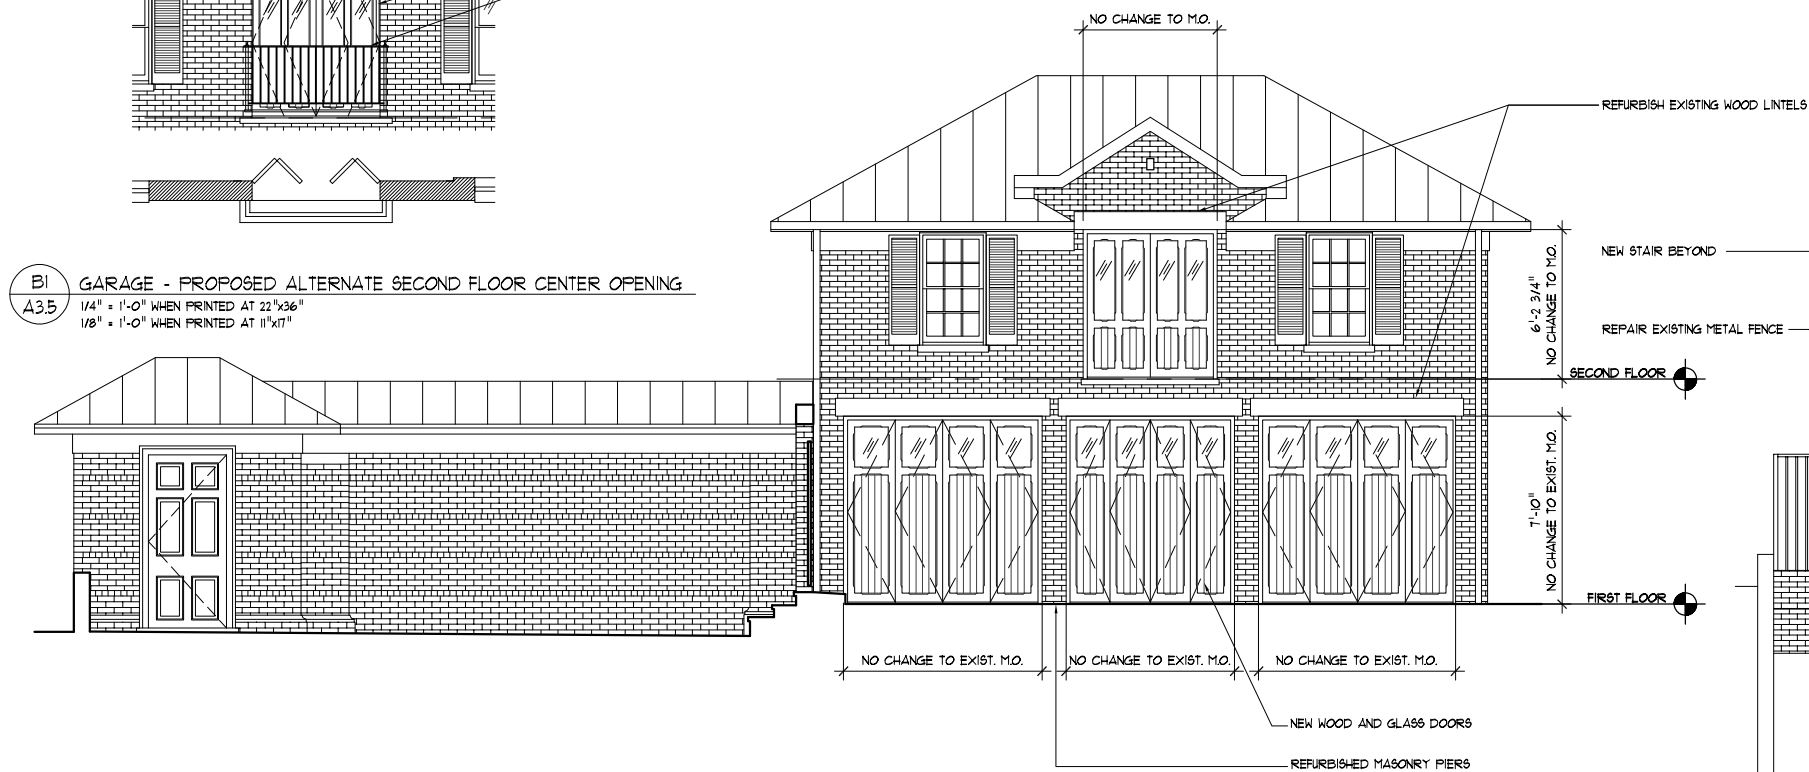 NO CHANGE TO M.O.
REFURBISH EXISTING WOOD LINTELS
B1
A3.5
GARAGE - PROPOSED ALTERNATE SECOND FLOOR CENTER OPENING
1/4" = 1'-0" WHEN PRINTED AT 22"x36"
1/8" = 1'-0" WHEN PRINTED AT 11"x17"
6'-2 3/4"
NO CHANGE TO M.O.
NEW STAIR BEYOND
REPAIR EXISTING METAL FENCE
SECOND FLOOR
7'-10"
NO CHANGE TO EXIST. M.O.
FIRST FLOOR
NO CHANGE TO EXIST. M.O.
NO CHANGE TO EXIST. M.O.
NO CHANGE TO EXIST. M.O.
NEW WOOD AND GLASS DOORS
REFURBISHED MASONRY PIERS